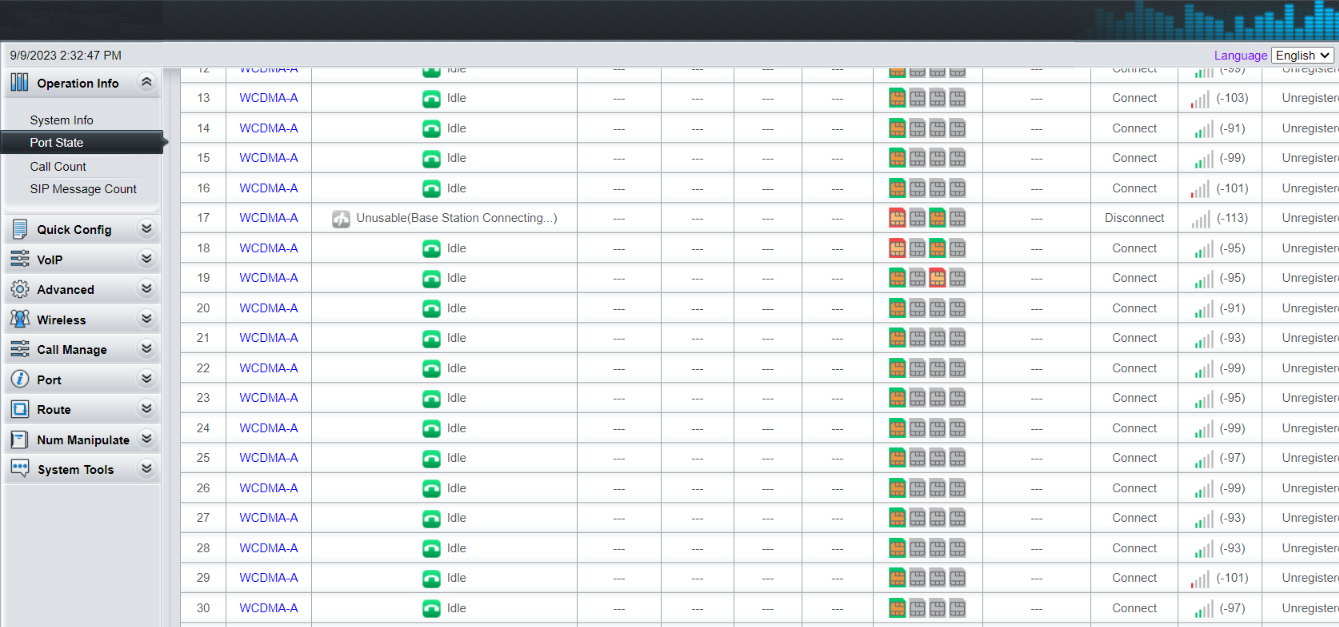 9/9/2023 2:32:47 PM
Language English
Operation Info
System Info
Port State
Call Count
SIP Message Count
Quick Config
VoIP
Advanced
Wireless
Call Manage
Port
Route
Num Manipulate
System Tools
12 WCDMA-A Idle --- --- --- --- --- Connect (-99) Unregistere
13 WCDMA-A Idle --- --- --- --- --- Connect (-103) Unregistere
14 WCDMA-A Idle --- --- --- --- --- Connect (-91) Unregistere
15 WCDMA-A Idle --- --- --- --- --- Connect (-99) Unregistere
16 WCDMA-A Idle --- --- --- --- --- Connect (-101) Unregistere
17 WCDMA-A Unusable(Base Station Connecting...) --- --- --- --- --- Disconnect (-113) Unregistere
18 WCDMA-A Idle --- --- --- --- --- Connect (-95) Unregistere
19 WCDMA-A Idle --- --- --- --- --- Connect (-95) Unregistere
20 WCDMA-A Idle --- --- --- --- --- Connect (-91) Unregistere
21 WCDMA-A Idle --- --- --- --- --- Connect (-93) Unregistere
22 WCDMA-A Idle --- --- --- --- --- Connect (-99) Unregistere
23 WCDMA-A Idle --- --- --- --- --- Connect (-95) Unregistere
24 WCDMA-A Idle --- --- --- --- --- Connect (-99) Unregistere
25 WCDMA-A Idle --- --- --- --- --- Connect (-97) Unregistere
26 WCDMA-A Idle --- --- --- --- --- Connect (-99) Unregistere
27 WCDMA-A Idle --- --- --- --- --- Connect (-93) Unregistere
28 WCDMA-A Idle --- --- --- --- --- Connect (-93) Unregistere
29 WCDMA-A Idle --- --- --- --- --- Connect (-101) Unregistere
30 WCDMA-A Idle --- --- --- --- --- Connect (-97) Unregistere